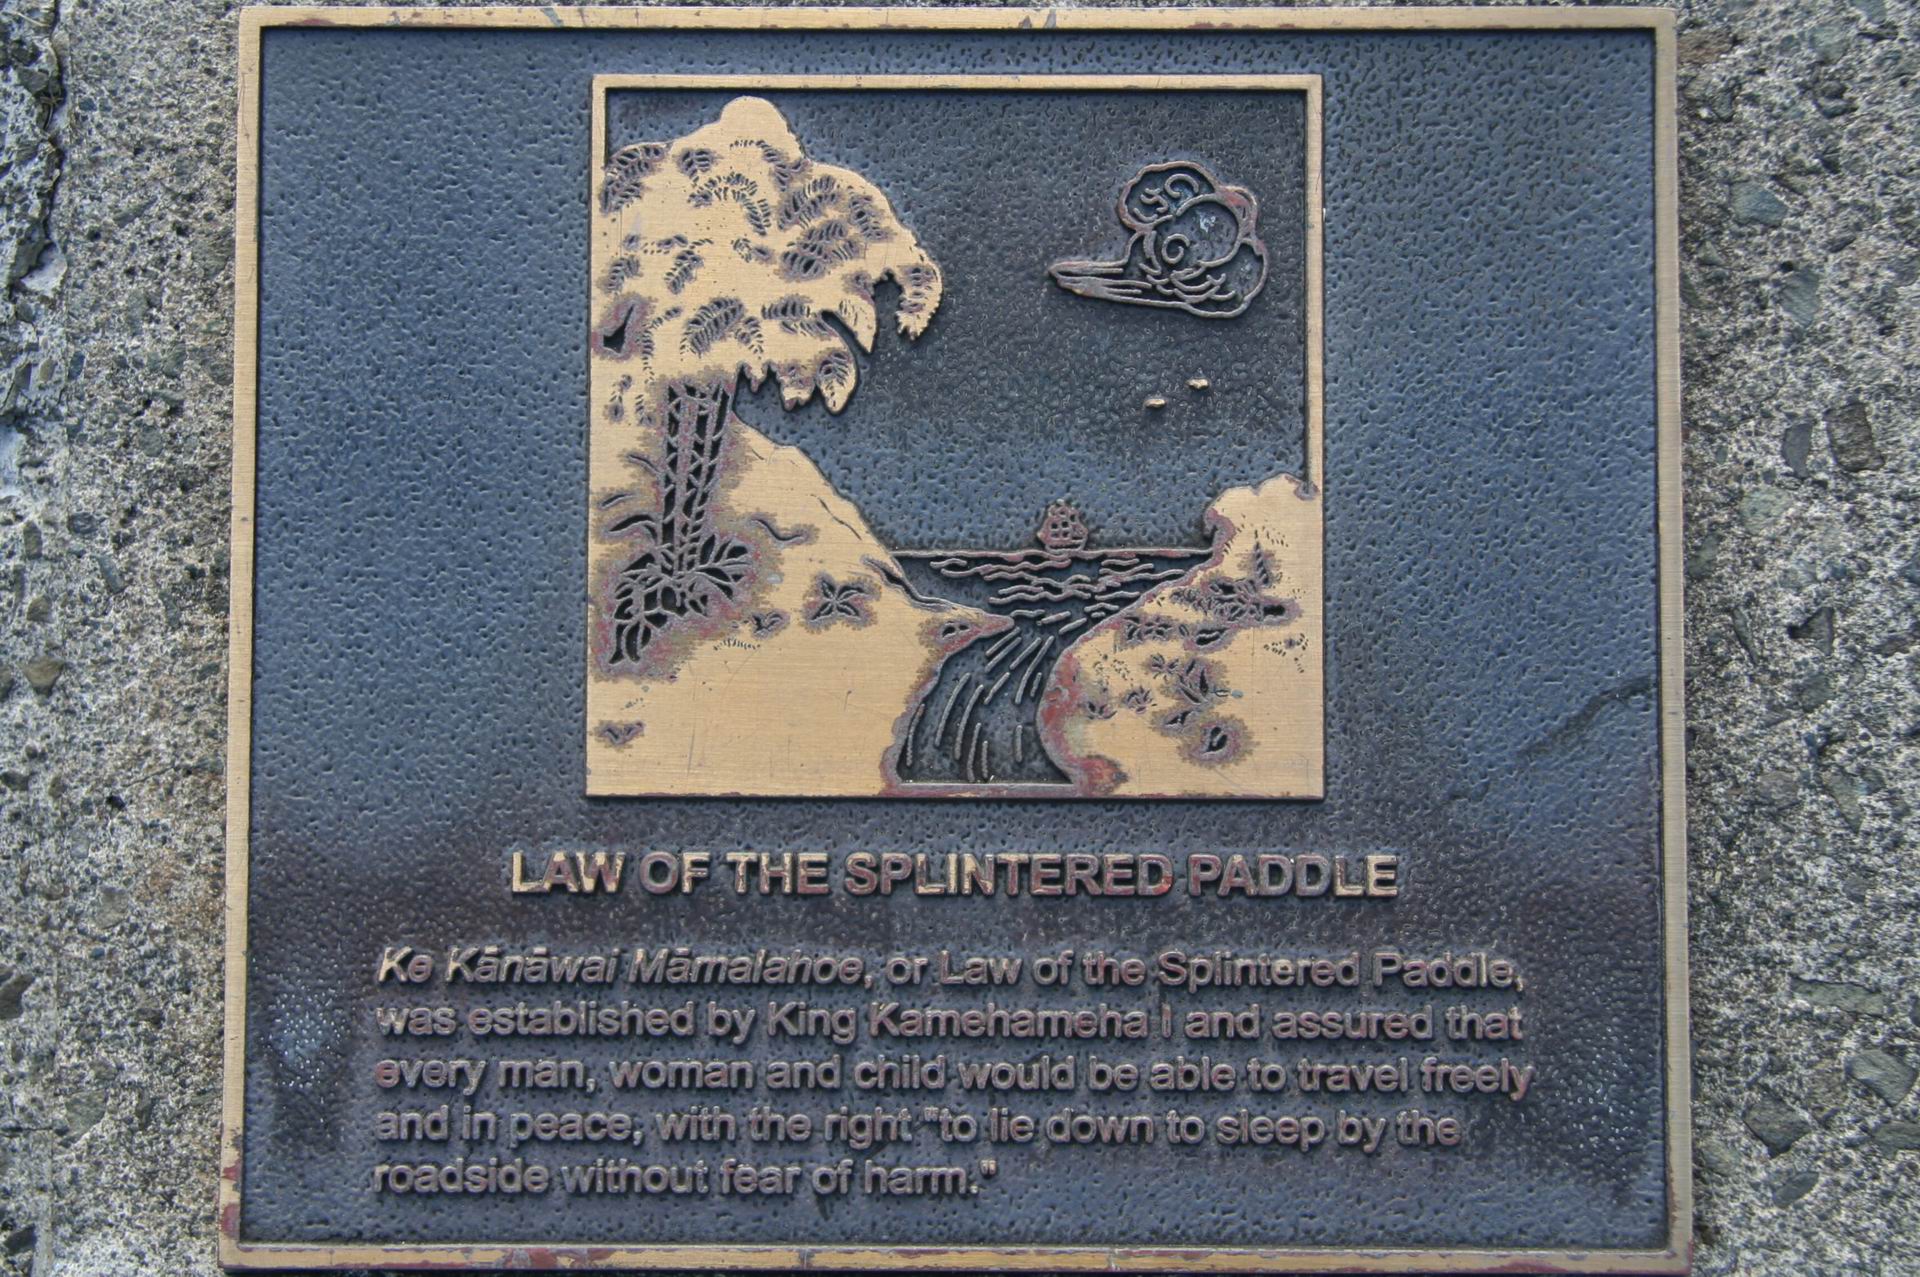 LAW OF THE SPLINTERED PADDLE
Ke Kānāwai Māmalahoe, or Law of the Splintered Paddle,
was established by King Kamehameha I and assured that
every man, woman and child would be able to travel freely
and in peace, with the right "to lie down to sleep by the
roadside without fear of harm."